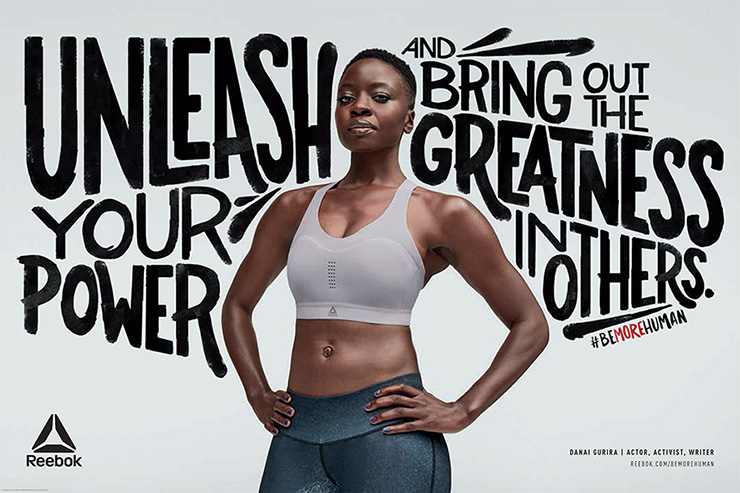 UNLEASH
YOUR
POWER
AND
BRING OUT
THE
GREATNESS
IN
OTHERS.
#BEMOREHUMAN
Reebok
DANAI GURIRA | ACTOR, ACTIVIST, WRITER
REEBOK.COM/BEMOREHUMAN